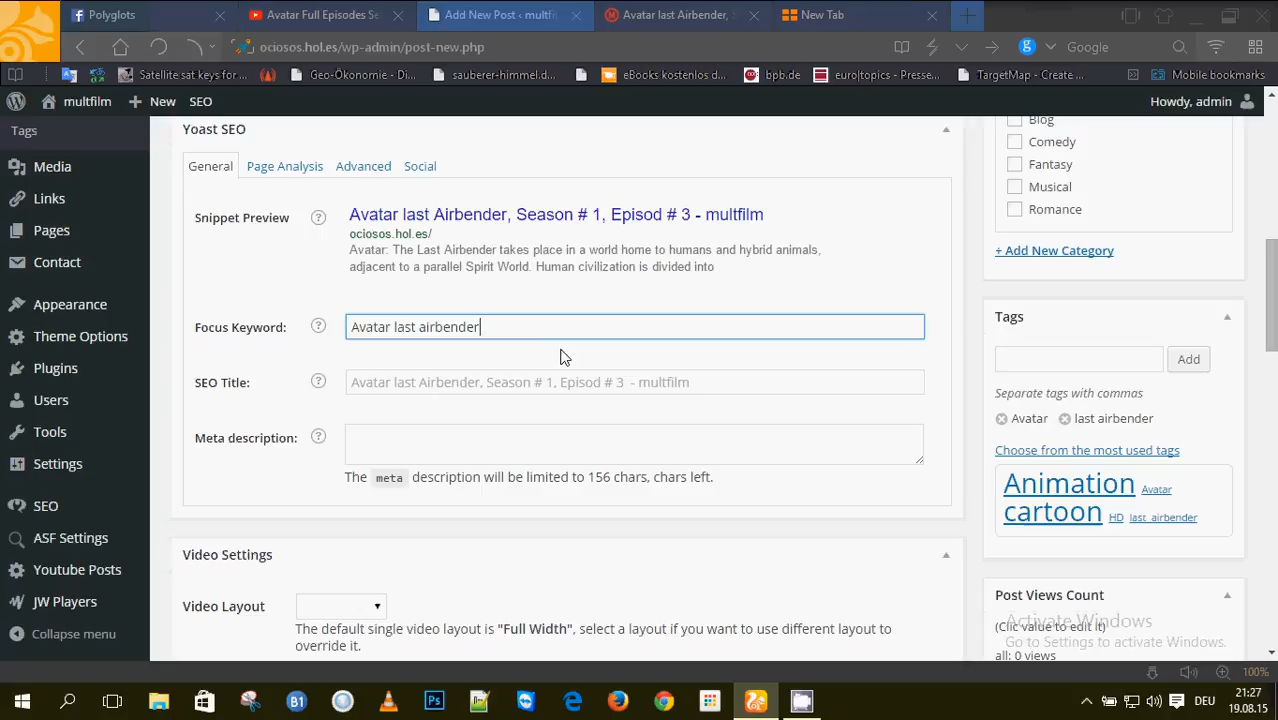 Polyglots
Avatar Full Episodes Se
Add New Post ‹ multfi
Avatar last Airbender, S
New Tab
ociosos.hol.es/wp-admin/post-new.php
g
Google
Satellite sat keys for ...
Geo-Ökonomie - Di...
sauberer-himmel.d...
eBooks kostenlos d...
bpb.de
euro|topics - Presse...
TargetMap - Create ...
Mobile bookmarks
multfilm
New
SEO
Howdy, admin
Tags
Media
Links
Pages
Contact
Appearance
Theme Options
Plugins
Users
Tools
Settings
SEO
ASF Settings
Youtube Posts
JW Players
Collapse menu
Yoast SEO
General
Page Analysis
Advanced
Social
Snippet Preview
?
Avatar last Airbender, Season # 1, Episod # 3 - multfilm
ociosos.hol.es/
Avatar: The Last Airbender takes place in a world home to humans and hybrid animals,
adjacent to a parallel Spirit World. Human civilization is divided into
Focus Keyword:
?
Avatar last airbender
SEO Title:
?
Avatar last Airbender, Season # 1, Episod # 3 - multfilm
Meta description:
?
The meta description will be limited to 156 chars, chars left.
Video Settings
Video Layout
The default single video layout is "Full Width", select a layout if you want to use different layout to
override it.
Blog
Comedy
Fantasy
Musical
Romance
+ Add New Category
Tags
Add
Separate tags with commas
Avatar
last airbender
Choose from the most used tags
Animation Avatar
cartoon HD last airbender
Post Views Count
Activate Windows
(Clic value to edit it)
Go to Settings to activate Windows.
all: 0 views
100%
B1
Ps
DEU
21:27
19.08.15